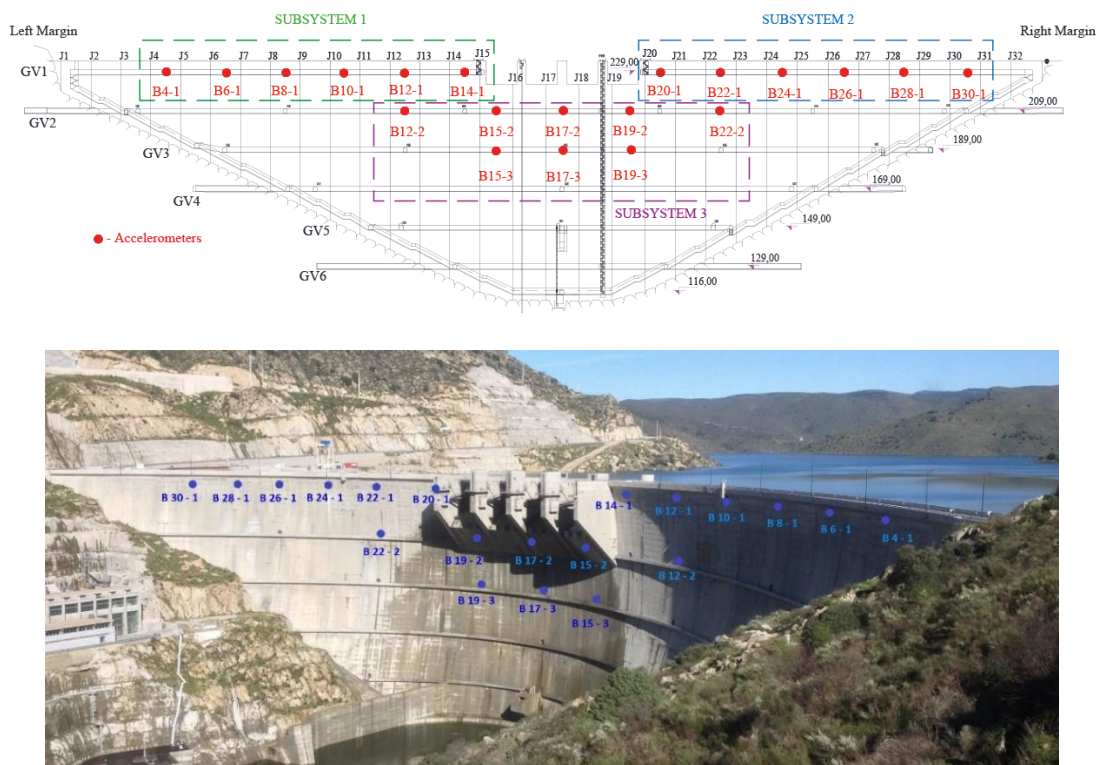 SUBSYSTEM 1
SUBSYSTEM 2
Left Margin
Right Margin
J1 J2 J3 J4 J5 J6 J7 J8 J9 J10 J11 J12 J13 J14 J15 J16 J17 J18 J19 J20 J21 J22 J23 J24 J25 J26 J27 J28 J29 J30 J31 J32
GV1
229,00
B4-1 B6-1 B8-1 B10-1 B12-1 B14-1 B20-1 B22-1 B24-1 B26-1 B28-1 B30-1
GV2
209,00
B12-2 B15-2 B17-2 B19-2 B22-2
GV3
189,00
B15-3 B17-3 B19-3
169,00
GV4
SUBSYSTEM 3
149,00
GV5
- Accelerometers
129,00
GV6
116,00
B 30 - 1 B 28 - 1 B 26 - 1 B 24 - 1 B 22 - 1 B 20 - 1 B 14 - 1 B 12 - 1 B 10 - 1 B 8 - 1 B 6 - 1 B 4 - 1
B 22 - 2 B 19 - 2 B 17 - 2 B 15 - 2 B 12 - 2
B 19 - 3 B 17 - 3 B 15 - 3